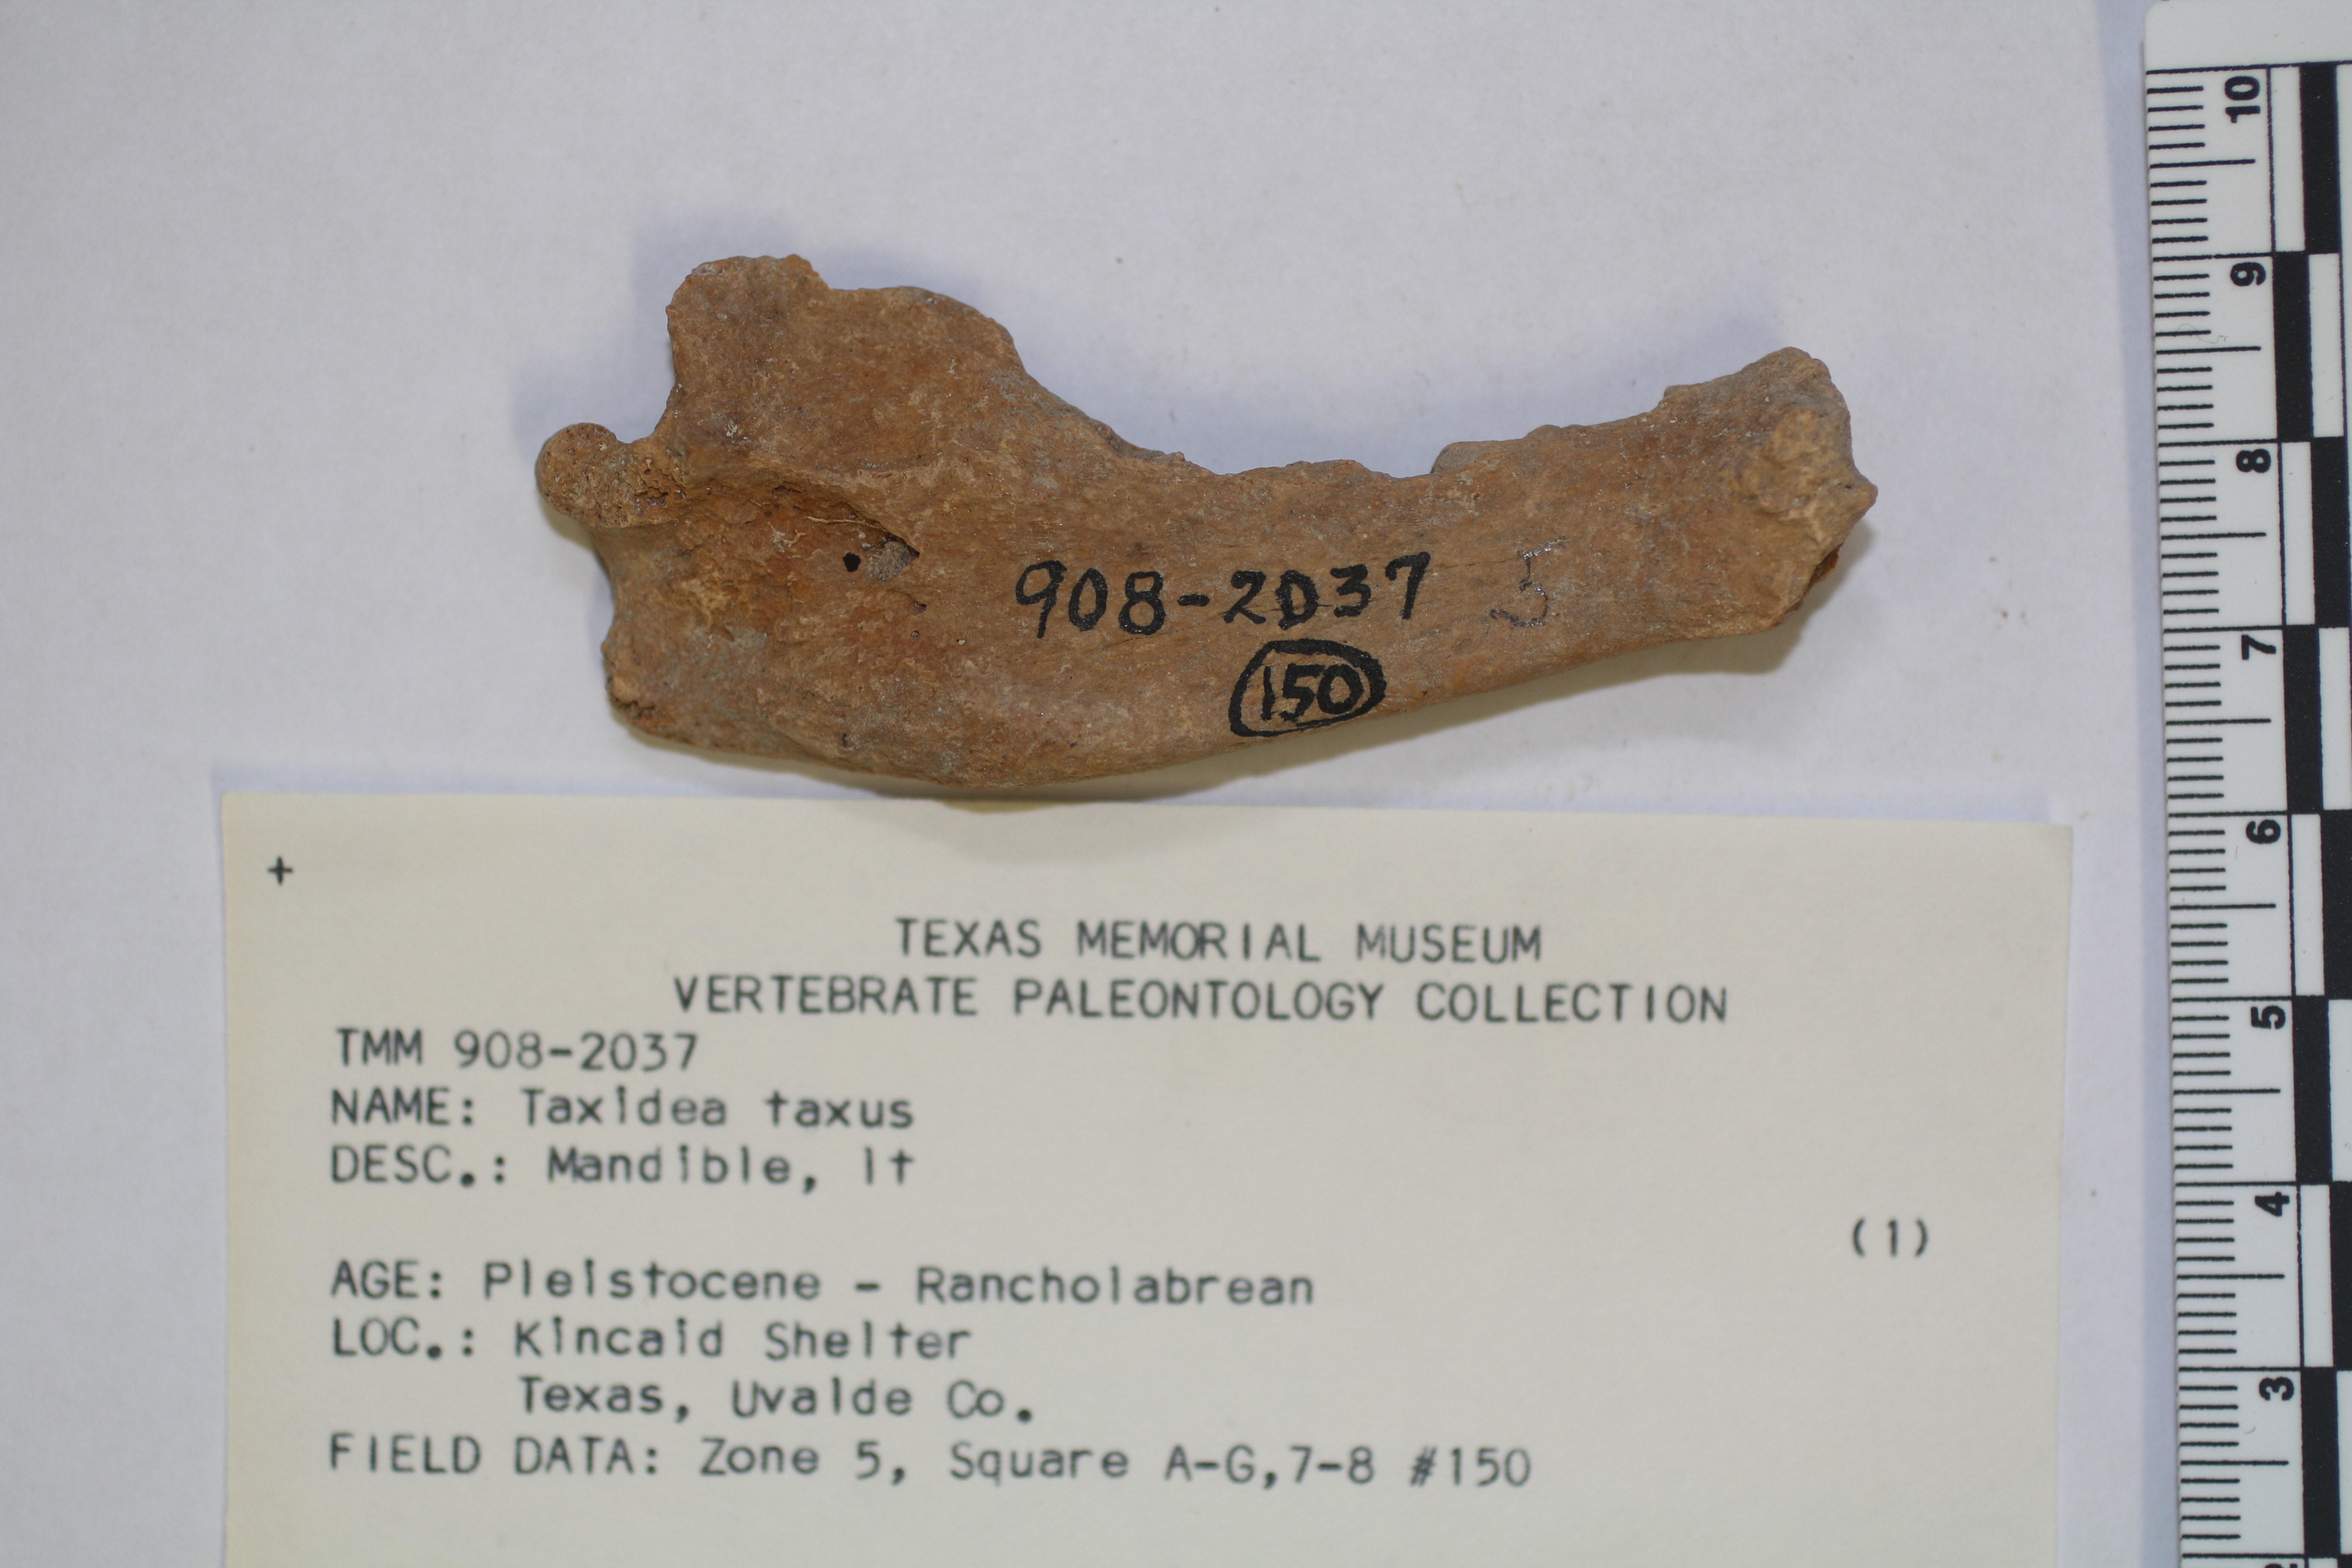 908-2037 5
150
+
TEXAS MEMORIAL MUSEUM
VERTEBRATE PALEONTOLOGY COLLECTION
TMM 908-2037
NAME: Taxidea taxus
DESC.: Mandible, lt
(1)
AGE: Pleistocene - Rancholabrean
LOC.: Kincaid Shelter
Texas, Uvalde Co.
FIELD DATA: Zone 5, Square A-G,7-8 #150
10
9
8
7
6
5
4
3